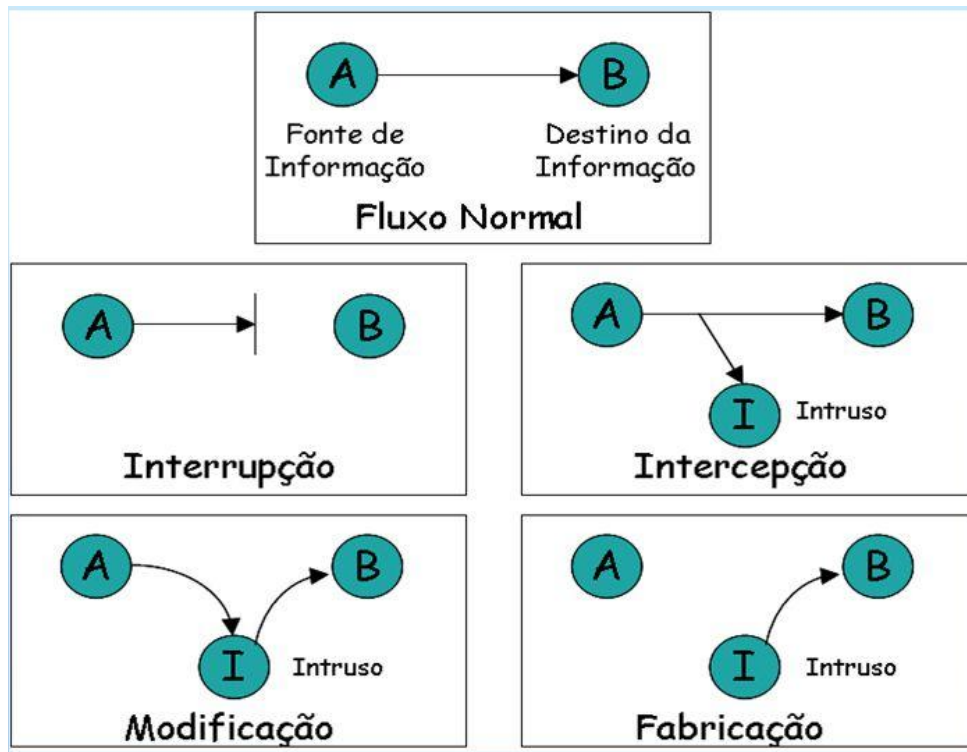 A
B
Fonte de
Informação
Destino da
Informação
Fluxo Normal
A
B
Interrupção
A
B
I
Intruso
Intercepção
A
B
I
Intruso
Modificação
A
B
I
Intruso
Fabricação